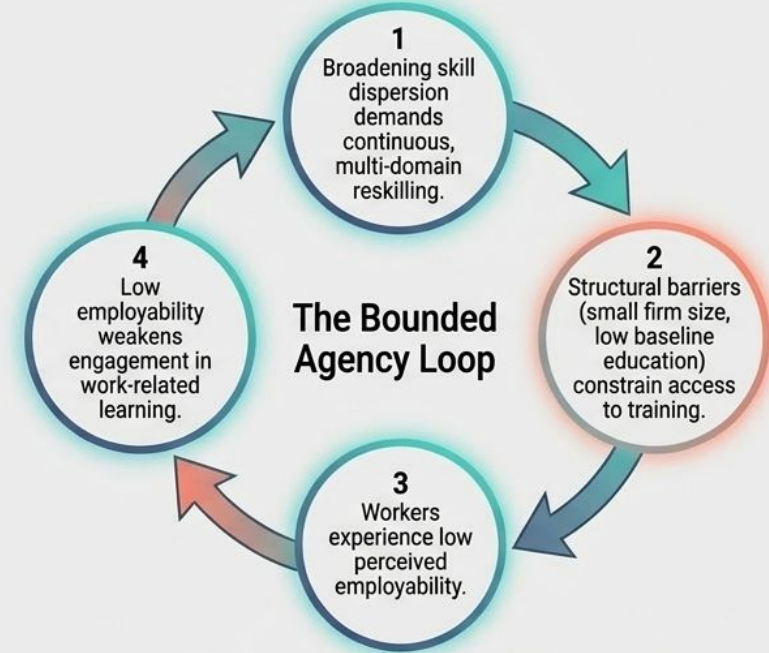 1
Broadening skill
dispersion
demands
continuous,
multi-domain
reskilling.
2
Structural barriers
(small firm size,
low baseline
education)
constrain access
to training.
The Bounded
Agency Loop
3
Workers
experience low
perceived
employability.
4
Low
employability
weakens
engagement in
work-related
learning.